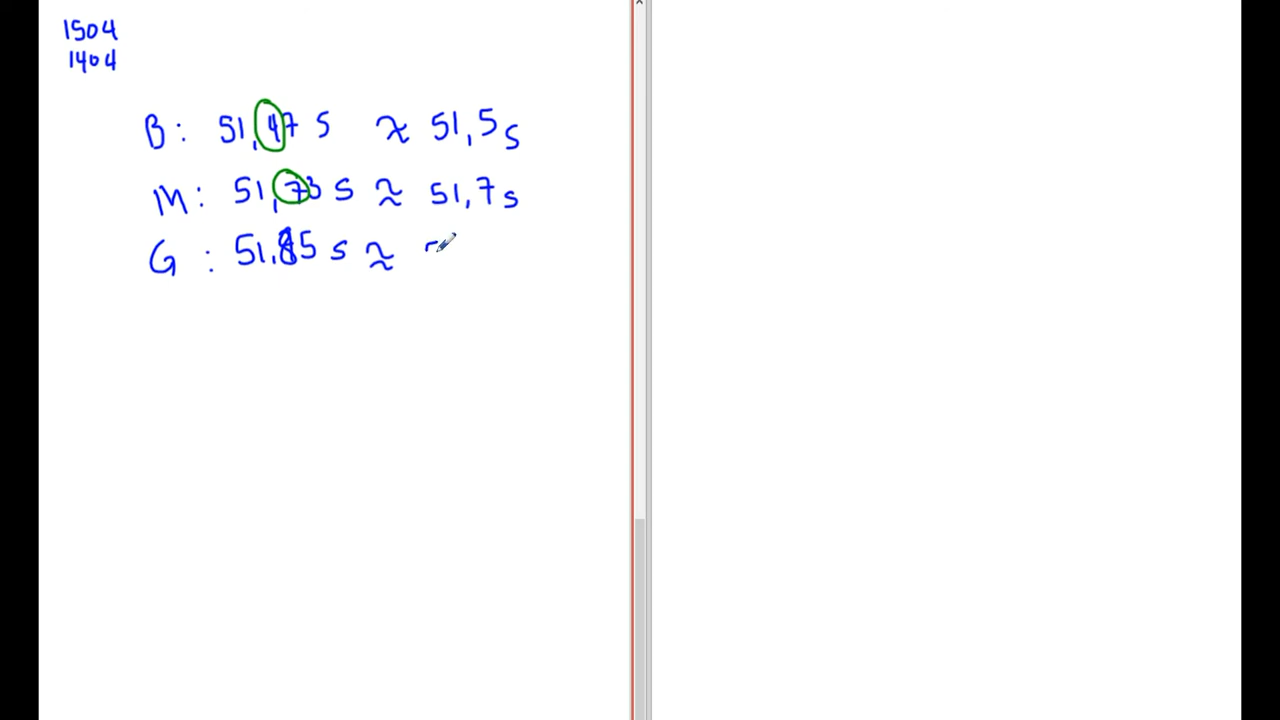 1504
1404
B: 51,47 s ≈ 51,5 s
M: 51,73 s ≈ 51,7 s
G: 51,85 s ≈